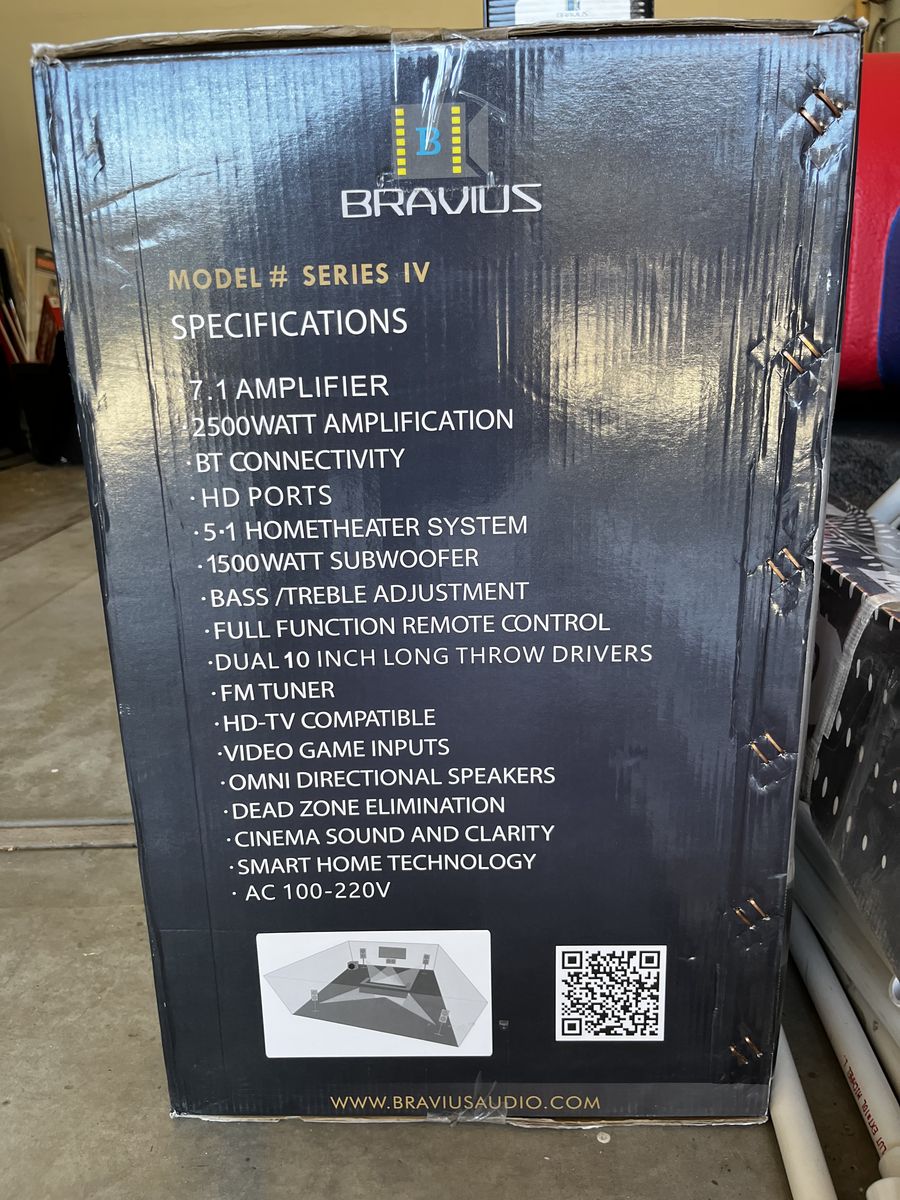 BRAVIUS
B
BRAVIUS
MODEL # SERIES IV
SPECIFICATIONS
7.1 AMPLIFIER
·2500WATT AMPLIFICATION
·BT CONNECTIVITY
·HD PORTS
·5·1 HOMETHEATER SYSTEM
·1500WATT SUBWOOFER
·BASS /TREBLE ADJUSTMENT
·FULL FUNCTION REMOTE CONTROL
·DUAL 10 INCH LONG THROW DRIVERS
·FM TUNER
·HD-TV COMPATIBLE
·VIDEO GAME INPUTS
·OMNI DIRECTIONAL SPEAKERS
·DEAD ZONE ELIMINATION
·CINEMA SOUND AND CLARITY
·SMART HOME TECHNOLOGY
· AC 100-220V
WWW.BRAVIUSAUDIO.COM